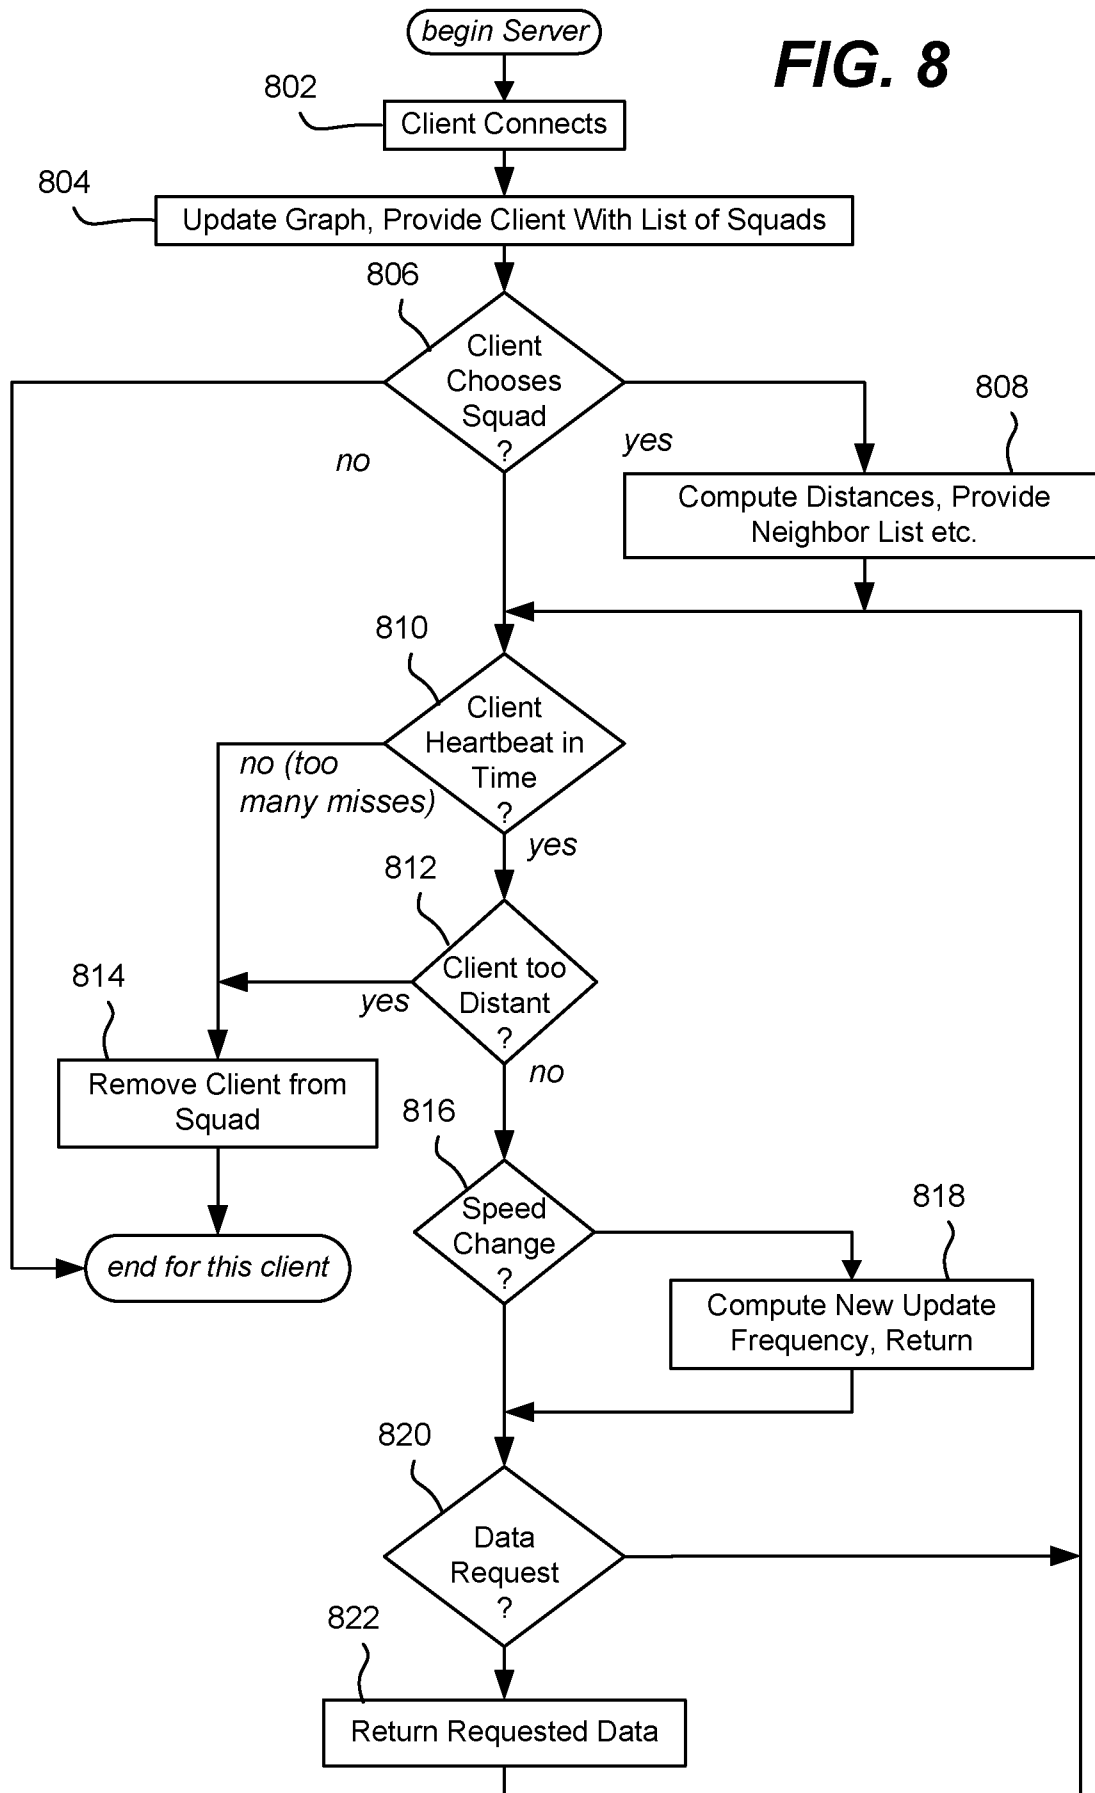 begin Server
FIG. 8
802
Client Connects
804
Update Graph, Provide Client With List of Squads
806
Client
Chooses
Squad
?
no
yes
808
Compute Distances, Provide
Neighbor List etc.
810
Client
Heartbeat in
Time
?
no (too
many misses)
yes
812
Client too
Distant
?
yes
no
814
Remove Client from
Squad
816
Speed
Change
?
818
Compute New Update
Frequency, Return
end for this client
820
Data
Request
?
822
Return Requested Data